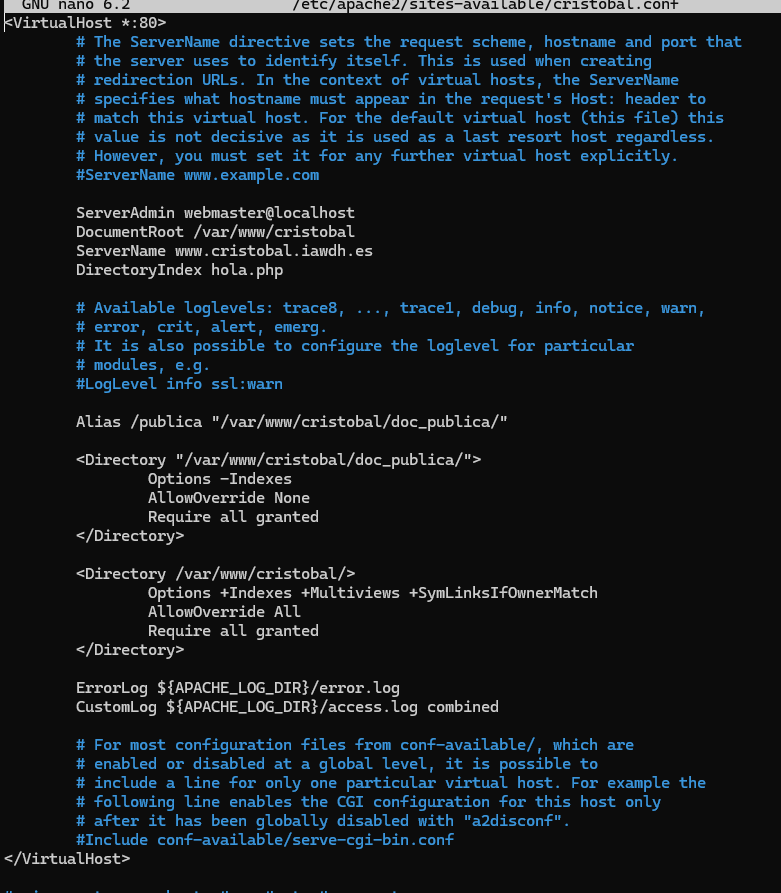 GNU nano 6.2 /etc/apache2/sites-available/cristobal.conf
<VirtualHost *:80>
# The ServerName directive sets the request scheme, hostname and port that
# the server uses to identify itself. This is used when creating
# redirection URLs. In the context of virtual hosts, the ServerName
# specifies what hostname must appear in the request's Host: header to
# match this virtual host. For the default virtual host (this file) this
# value is not decisive as it is used as a last resort host regardless.
# However, you must set it for any further virtual host explicitly.
#ServerName www.example.com
ServerAdmin webmaster@localhost
DocumentRoot /var/www/cristobal
ServerName www.cristobal.iawdh.es
DirectoryIndex hola.php
# Available loglevels: trace8, ..., trace1, debug, info, notice, warn,
# error, crit, alert, emerg.
# It is also possible to configure the loglevel for particular
# modules, e.g.
#LogLevel info ssl:warn
Alias /publica "/var/www/cristobal/doc_publica/"
<Directory "/var/www/cristobal/doc_publica/">
Options -Indexes
AllowOverride None
Require all granted
</Directory>
<Directory /var/www/cristobal/>
Options +Indexes +Multiviews +SymLinksIfOwnerMatch
AllowOverride All
Require all granted
</Directory>
ErrorLog ${APACHE_LOG_DIR}/error.log
CustomLog ${APACHE_LOG_DIR}/access.log combined
# For most configuration files from conf-available/, which are
# enabled or disabled at a global level, it is possible to
# include a line for only one particular virtual host. For example the
# following line enables the CGI configuration for this host only
# after it has been globally disabled with "a2disconf".
#Include conf-available/serve-cgi-bin.conf
</VirtualHost>